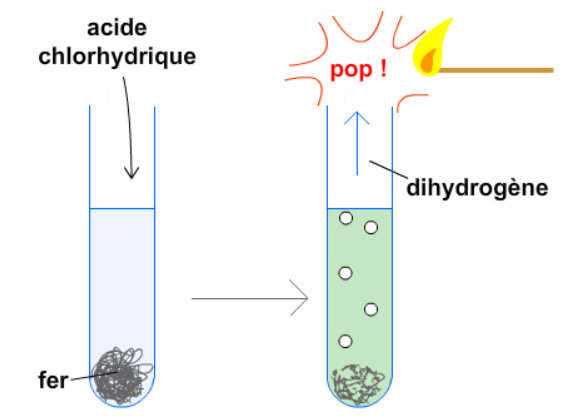 acide
chlorhydrique
pop !
dihydrogène
fer